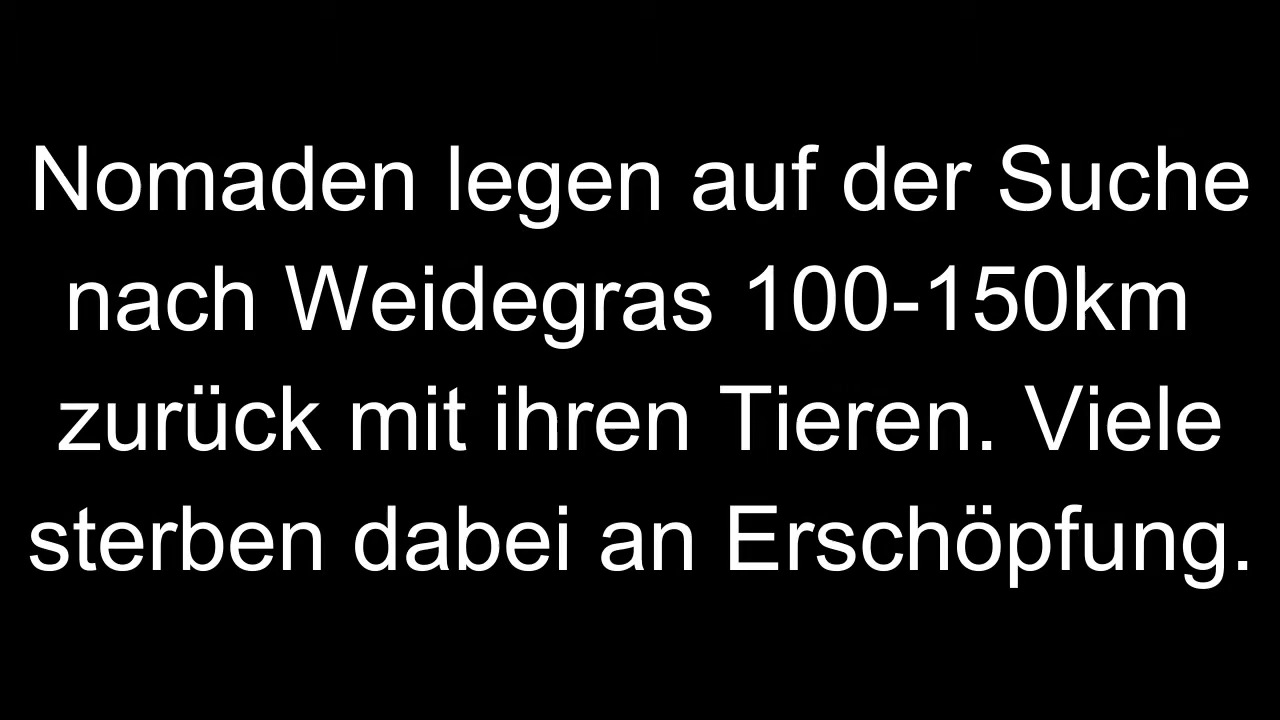 Nomaden legen auf der Suche
nach Weidegras 100-150km
zurück mit ihren Tieren. Viele
sterben dabei an Erschöpfung.